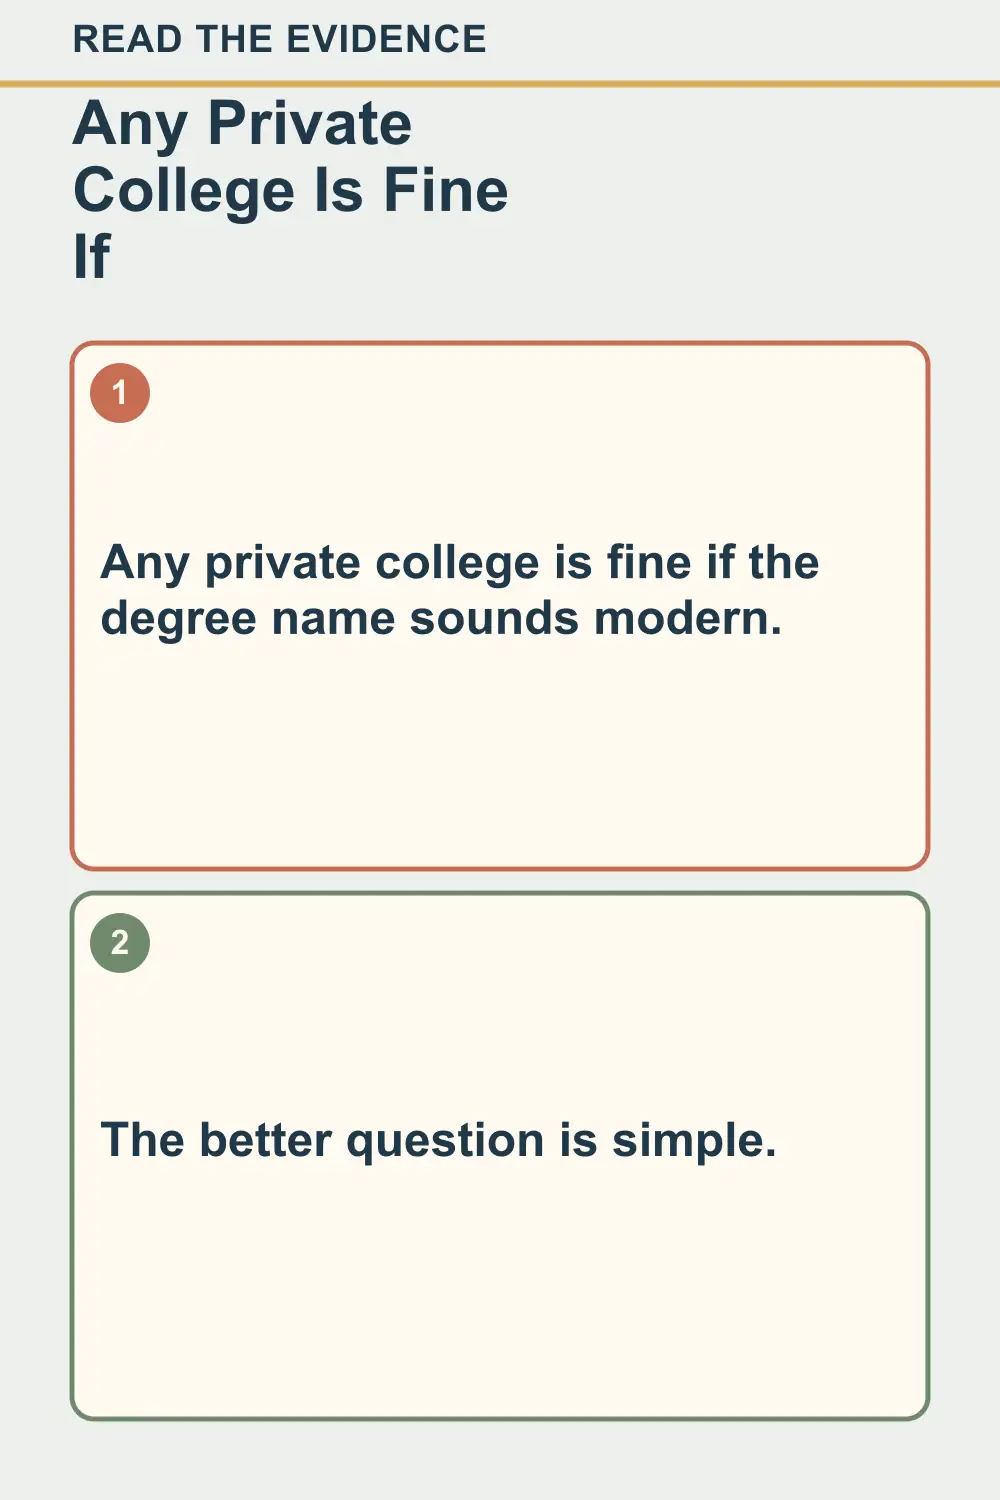 READ THE EVIDENCE
Any Private
College Is Fine
If
1
Any private college is fine if the
degree name sounds modern.
2
The better question is simple.